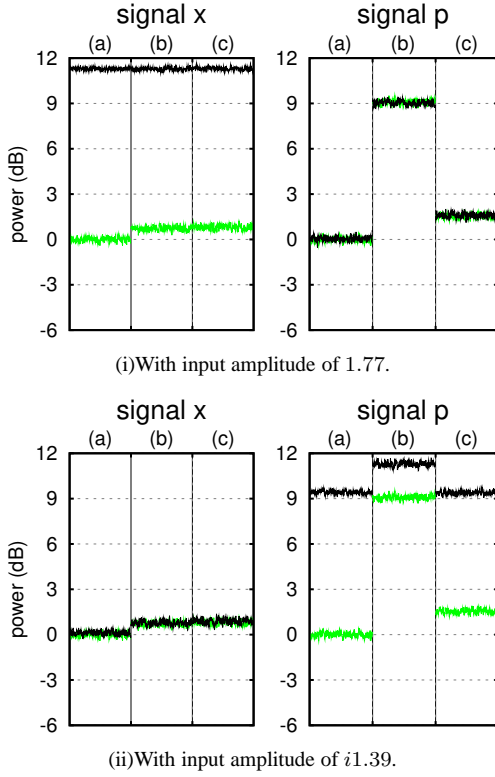 signal x signal p
(a) (b) (c) (a) (b) (c)
12 12
9 9
6 6
3 3
0 0
-3 -3
-6 -6
power (dB)
(i)With input amplitude of 1.77.
signal x signal p
(a) (b) (c) (a) (b) (c)
12 12
9 9
6 6
3 3
0 0
-3 -3
-6 -6
power (dB)
(ii)With input amplitude of i1.39.